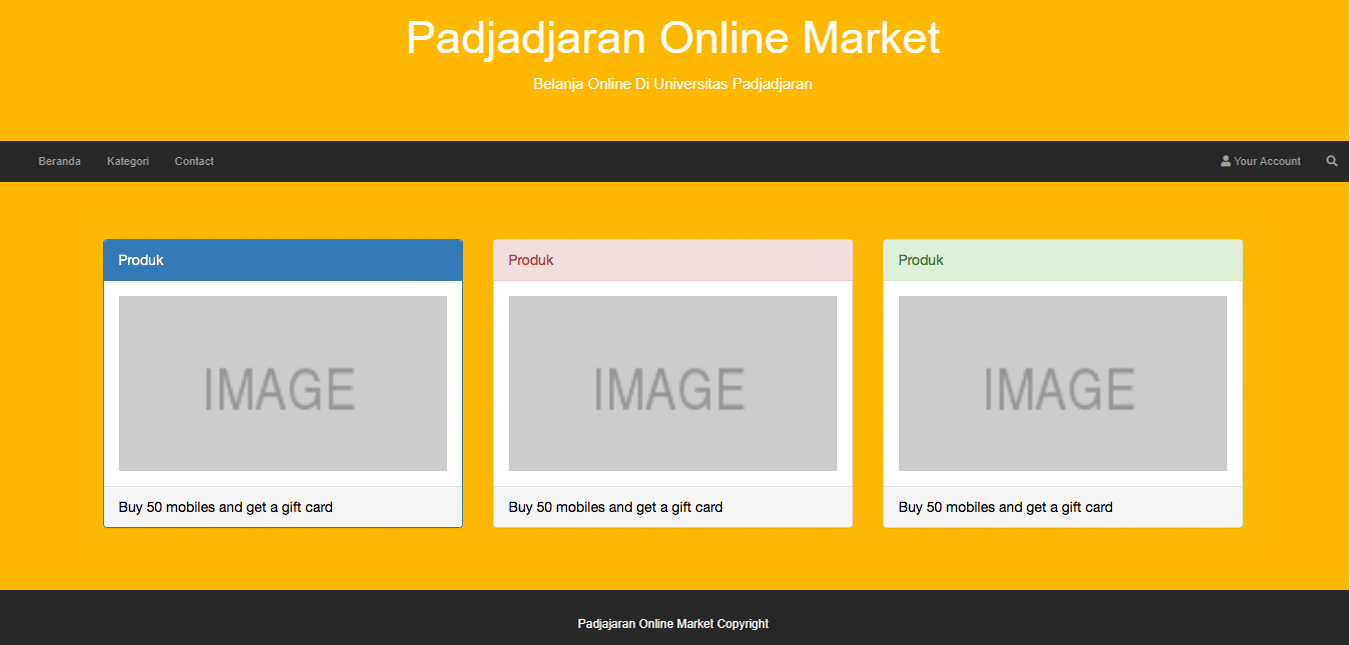 Padjadjaran Online Market
Belanja Online Di Universitas Padjadjaran
Beranda Kategori Contact Your Account
Produk Produk Produk
IMAGE IMAGE IMAGE
Buy 50 mobiles and get a gift card Buy 50 mobiles and get a gift card Buy 50 mobiles and get a gift card
Padjajaran Online Market Copyright